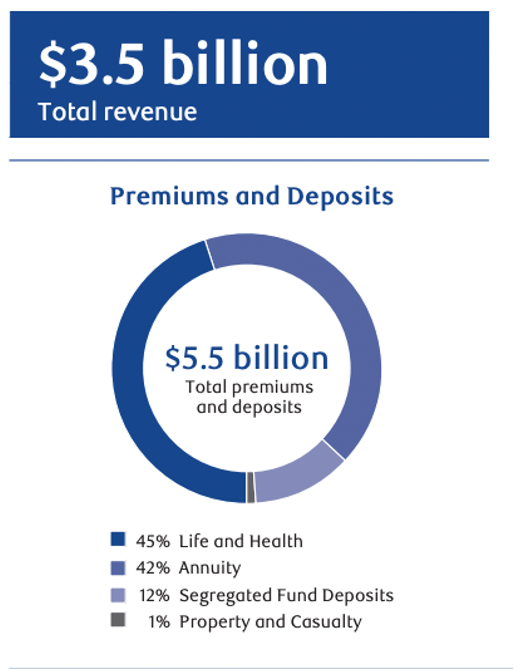 $3.5 billion
Total revenue
Premiums and Deposits
$5.5 billion
Total premiums
and deposits
45% Life and Health
42% Annuity
12% Segregated Fund Deposits
1% Property and Casualty